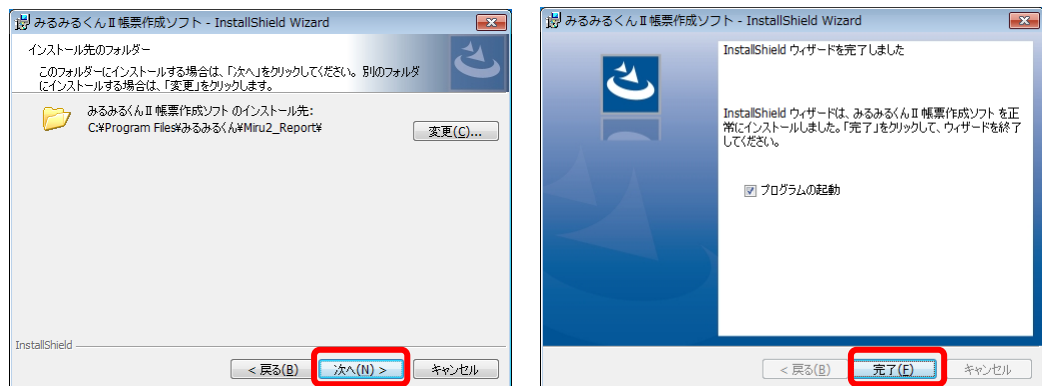 みるみるくんⅡ帳票作成ソフト - InstallShield Wizard
インストール先のフォルダー
このフォルダーにインストールする場合は、「次へ」をクリックしてください。別のフォルダ
にインストールする場合は、「変更」をクリックします。
みるみるくんⅡ 帳票作成ソフト のインストール先:
C:¥Program Files¥みるみるくん¥Miru2_Report¥
変更(C)...
InstallShield
< 戻る(B)
次へ(N) >
キャンセル
みるみるくんⅡ帳票作成ソフト - InstallShield Wizard
InstallShield ウィザードを完了しました
InstallShield ウィザードは、みるみるくんⅡ 帳票作成ソフト を正
常にインストールしました。「完了」をクリックして、ウィザードを終了
してください。
プログラムの起動
< 戻る(B)
完了(F)
キャンセル